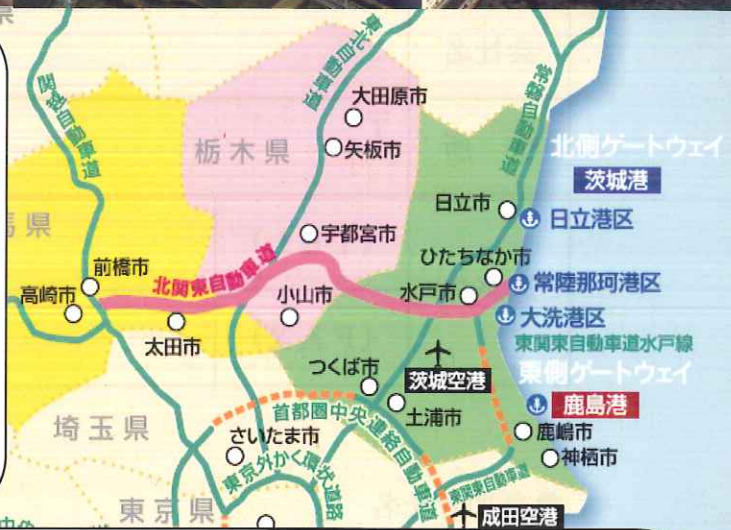 関越自動車道
東北自動車道
常磐自動車道
大田原市
矢板市
栃木県
北側ゲートウェイ
茨城港
日立市
日立港区
県
宇都宮市
ひたちなか市
前橋市
北関東自動車道
常陸那珂港区
高崎市
小山市
水戸市
大洗港区
太田市
東関東自動車道水戸線
つくば市
茨城空港
東側ゲートウェイ
鹿島港
首都圏中央連絡自動車道
土浦市
埼玉県
さいたま市
鹿嶋市
東京外かく環状道路
神栖市
東関東自動車道
東京県
成田空港